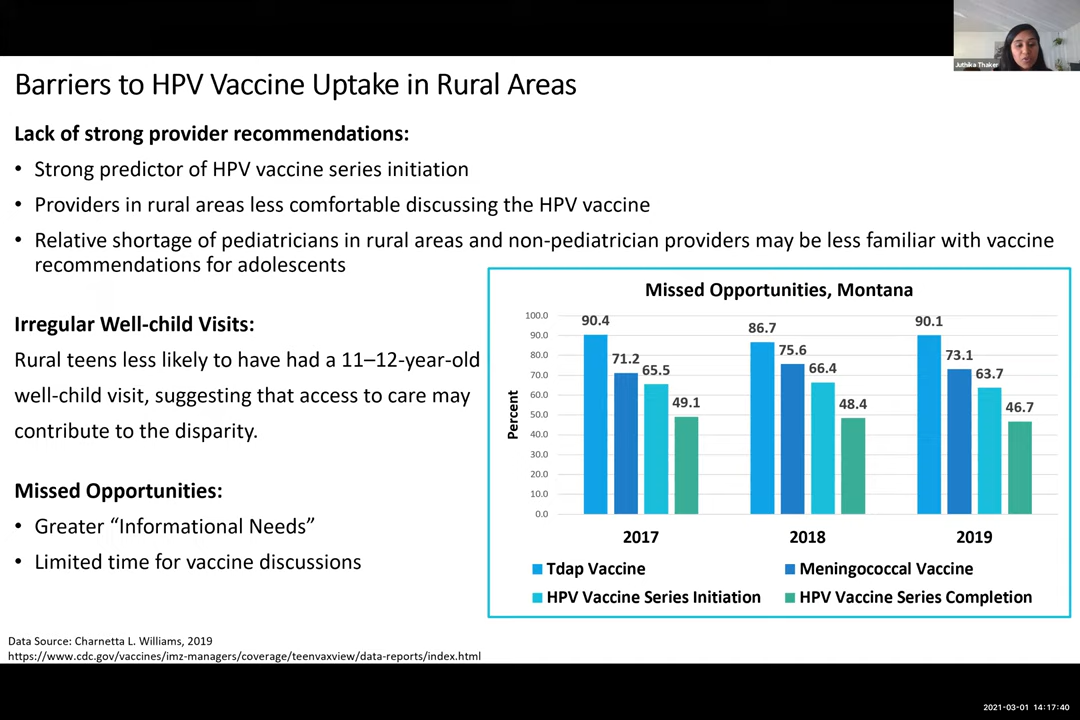 Juthika Thaker
Barriers to HPV Vaccine Uptake in Rural Areas
Lack of strong provider recommendations:
• Strong predictor of HPV vaccine series initiation
• Providers in rural areas less comfortable discussing the HPV vaccine
• Relative shortage of pediatricians in rural areas and non-pediatrician providers may be less familiar with vaccine
recommendations for adolescents
Irregular Well-child Visits:
Rural teens less likely to have had a 11–12-year-old
well-child visit, suggesting that access to care may
contribute to the disparity.
Missed Opportunities:
• Greater “Informational Needs”
• Limited time for vaccine discussions
Missed Opportunities, Montana
Percent
100.0
90.0
80.0
70.0
60.0
50.0
40.0
30.0
20.0
10.0
0.0
90.4
71.2
65.5
49.1
86.7
75.6
66.4
48.4
90.1
73.1
63.7
46.7
2017 2018 2019
Tdap Vaccine Meningococcal Vaccine
HPV Vaccine Series Initiation HPV Vaccine Series Completion
Data Source: Charnetta L. Williams, 2019
https://www.cdc.gov/vaccines/imz-managers/coverage/teenvaxview/data-reports/index.html
2021-03-01 14:17:40